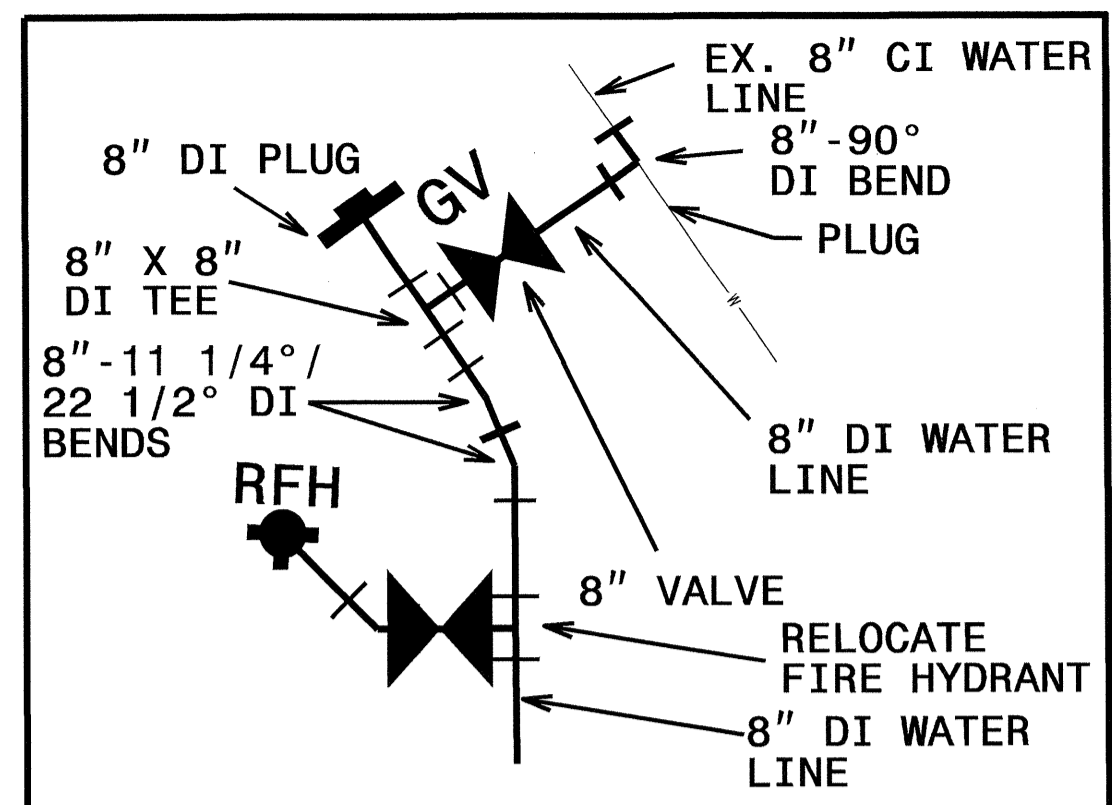 EX. 8" CI WATER
LINE
8"-90°
DI BEND
PLUG
8" DI PLUG
GV
8" X 8"
DI TEE
8"-11 1/4°/
22 1/2° DI
BENDS
W
8" DI WATER
LINE
RFH
8" VALVE
RELOCATE
FIRE HYDRANT
8" DI WATER
LINE